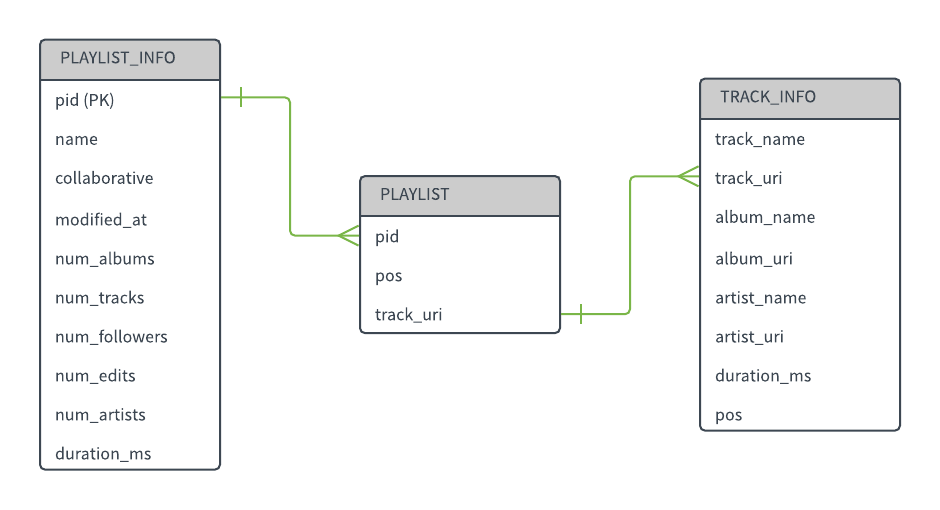 PLAYLIST_INFO
pid (PK)
name
collaborative
modified_at
num_albums
num_tracks
num_followers
num_edits
num_artists
duration_ms
PLAYLIST
pid
pos
track_uri
TRACK_INFO
track_name
track_uri
album_name
album_uri
artist_name
artist_uri
duration_ms
pos